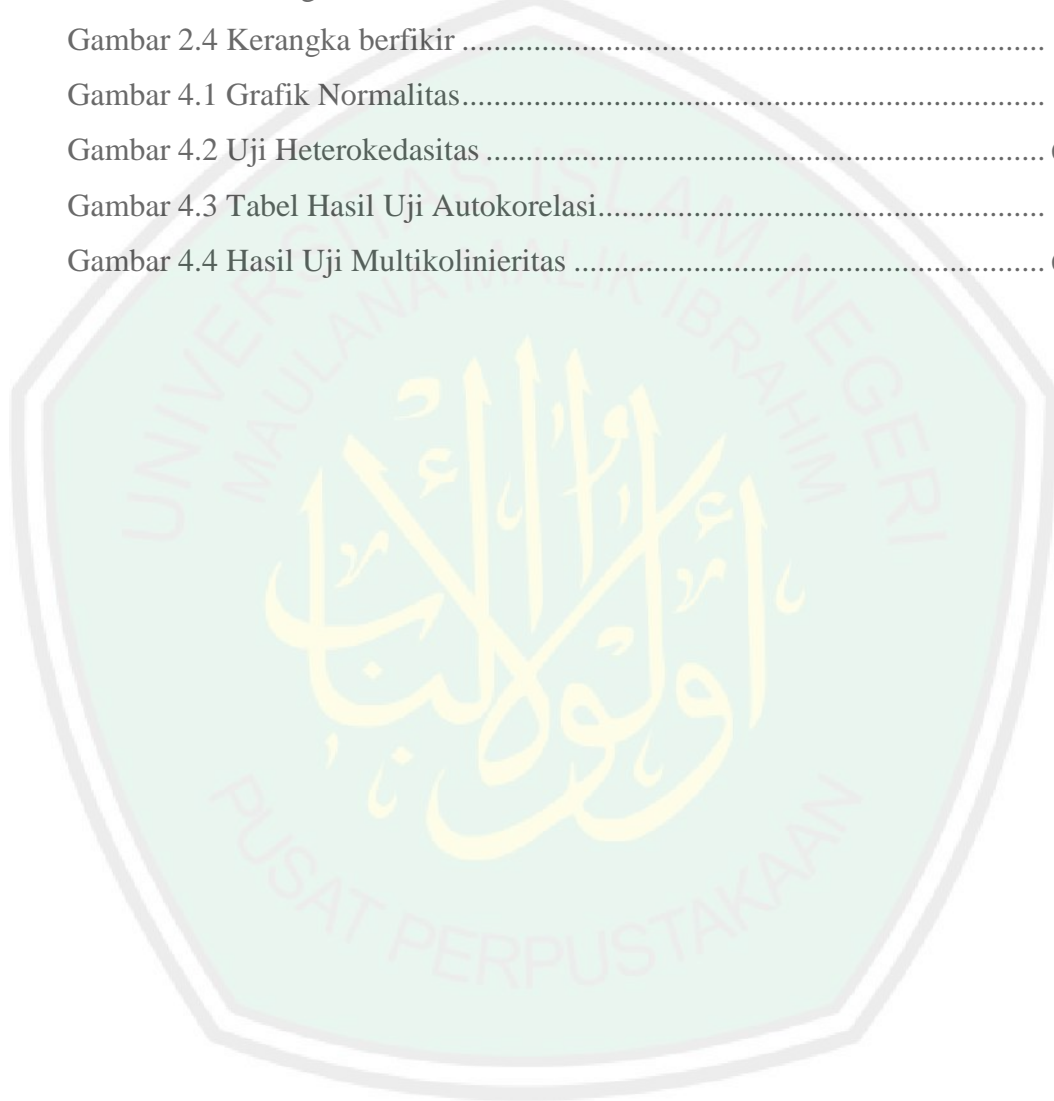 Gambar 2.4 Kerangka berfikir ........................................................................
Gambar 4.1 Grafik Normalitas........................................................................
Gambar 4.2 Uji Heterokedasitas .....................................................................
Gambar 4.3 Tabel Hasil Uji Autokorelasi.......................................................
Gambar 4.4 Hasil Uji Multikolinieritas ..........................................................
UNIVERSITAS ISLAM NEGERI
MAULANA MALIK IBRAHIM
PUSAT PERPUSTAKAAN